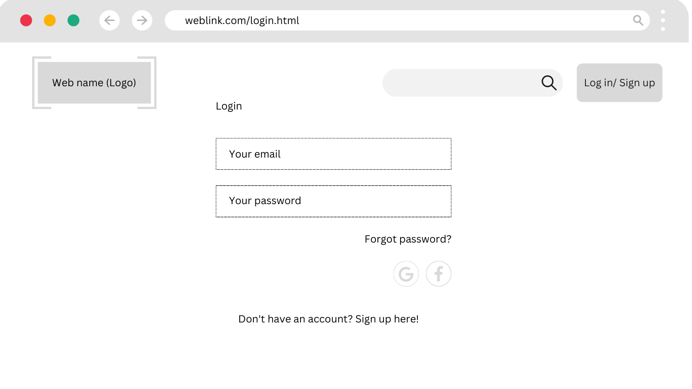 weblink.com/login.html
Web name (Logo)
Log in/ Sign up
Login
Your email
Your password
Forgot password?
G f
Don't have an account? Sign up here!